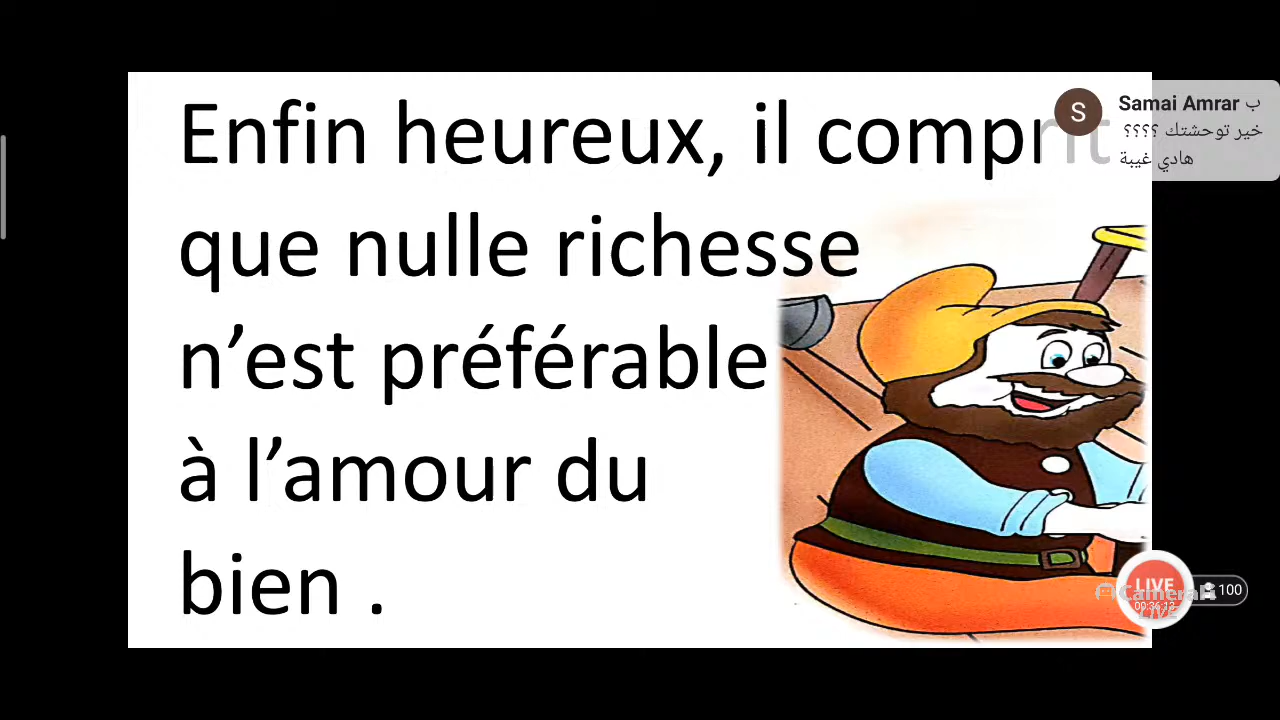 Enfin heureux, il comprit
que nulle richesse
n’est préférable
à l’amour du
bien .
S
Samai Amrar ب
خير توحشتك ؟؟؟؟
هادي غيبة
LIVE
100
LIVE